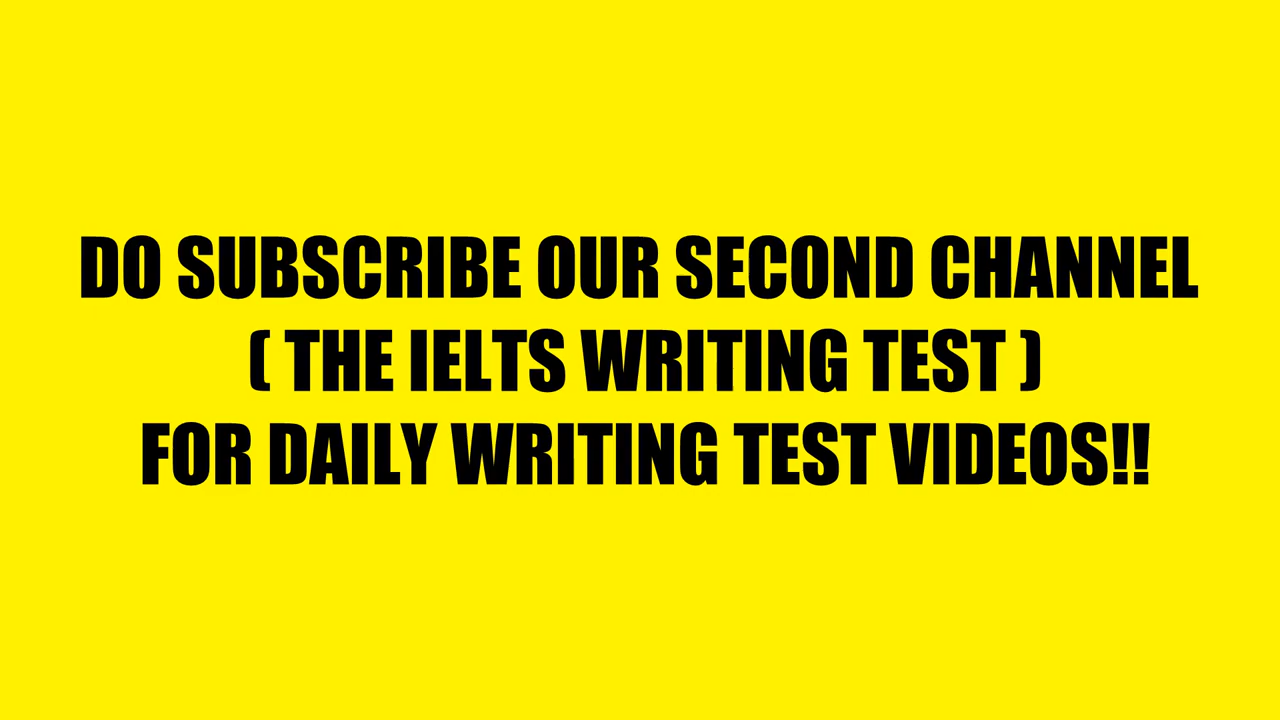 DO SUBSCRIBE OUR SECOND CHANNEL
( THE IELTS WRITING TEST )
FOR DAILY WRITING TEST VIDEOS!!